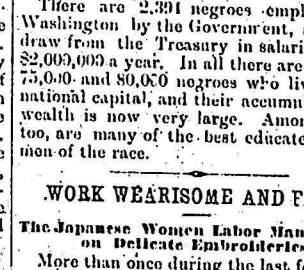 There are 2,391 negroes empl
Washington by the Government,
draw from the Treasury in salari
$2,000,000 a year. In all there are
75,000 and 80,000 negroes who liv
national capital, and their accumu
wealth is now very large. Amon
too, are many of the best educate
men of the race.
WORK WEARISOME AND F
The Japanese Women Labor Man
on Delicate Embroideries
More than once during the last f